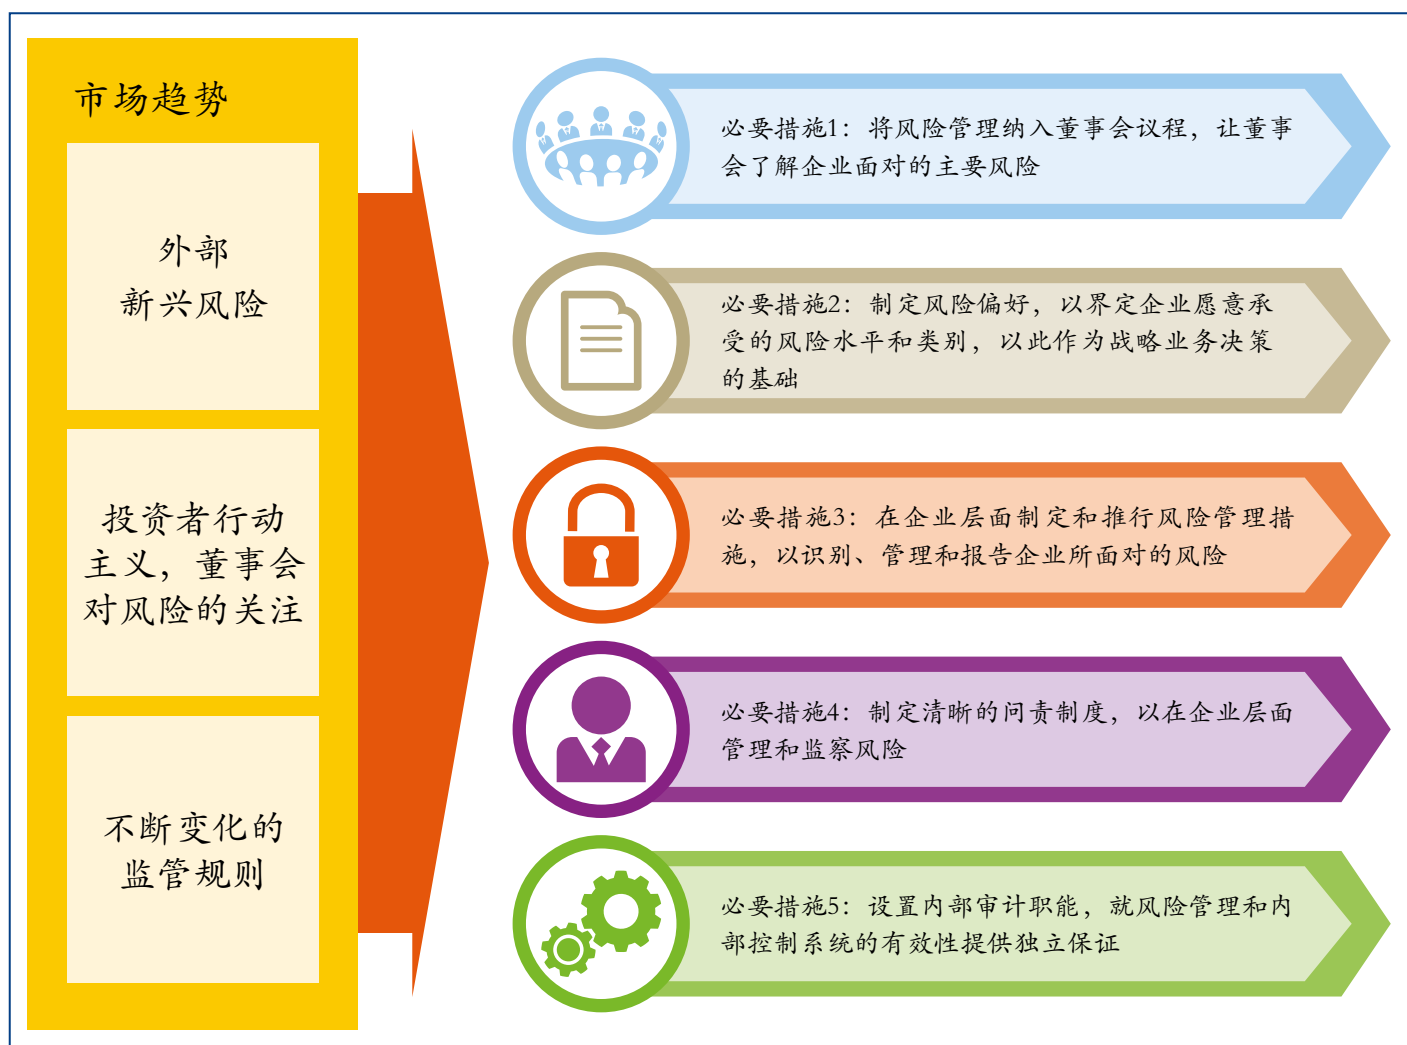 市场趋势
外部
新兴风险
投资者行动
主义，董事会
对风险的关注
不断变化的
监管规则
必要措施1：将风险管理纳入董事会议程，让董事
会了解企业面对的主要风险
必要措施2：制定风险偏好，以界定企业愿意承
受的风险水平和类别，以此作为战略业务决策
的基础
必要措施3：在企业层面制定和推行风险管理措
施，以识别、管理和报告企业所面对的风险
必要措施4：制定清晰的问责制度，以在企业层面
管理和监察风险
必要措施5：设置内部审计职能，就风险管理和内
部控制系统的有效性提供独立保证